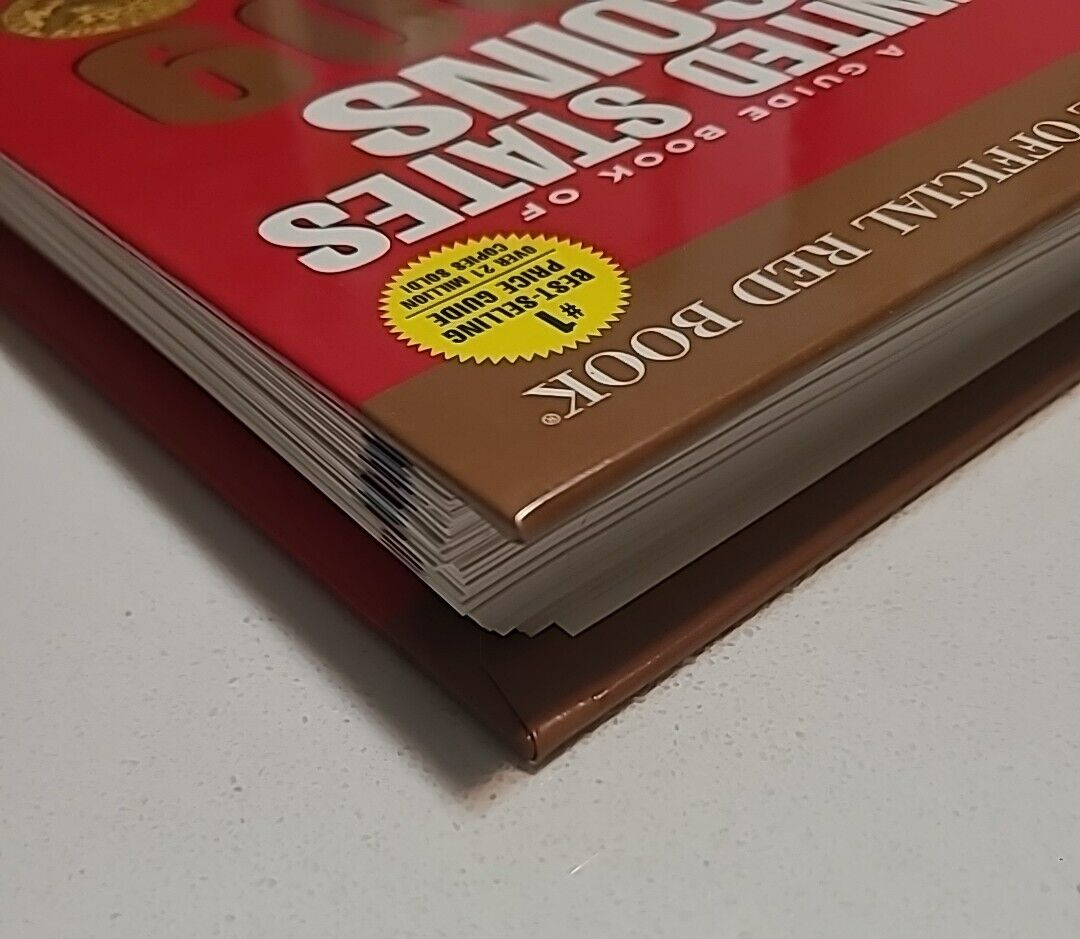 OFFICIAL RED BOOK®
A GUIDE BOOK OF
UNITED STATES
COINS
#1
BEST-SELLING
PRICE GUIDE
OVER 21 MILLION
COPIES SOLD!